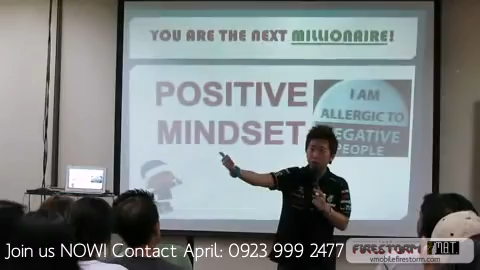 YOU ARE THE NEXT MILLIONAIRE!
POSITIVE
MINDSET
I AM
ALLERGIC TO
NEGATIVE
PEOPLE
Join us NOW! Contact April: 0923 999 2477
FIRESTORM
vmobilefirestorm.com